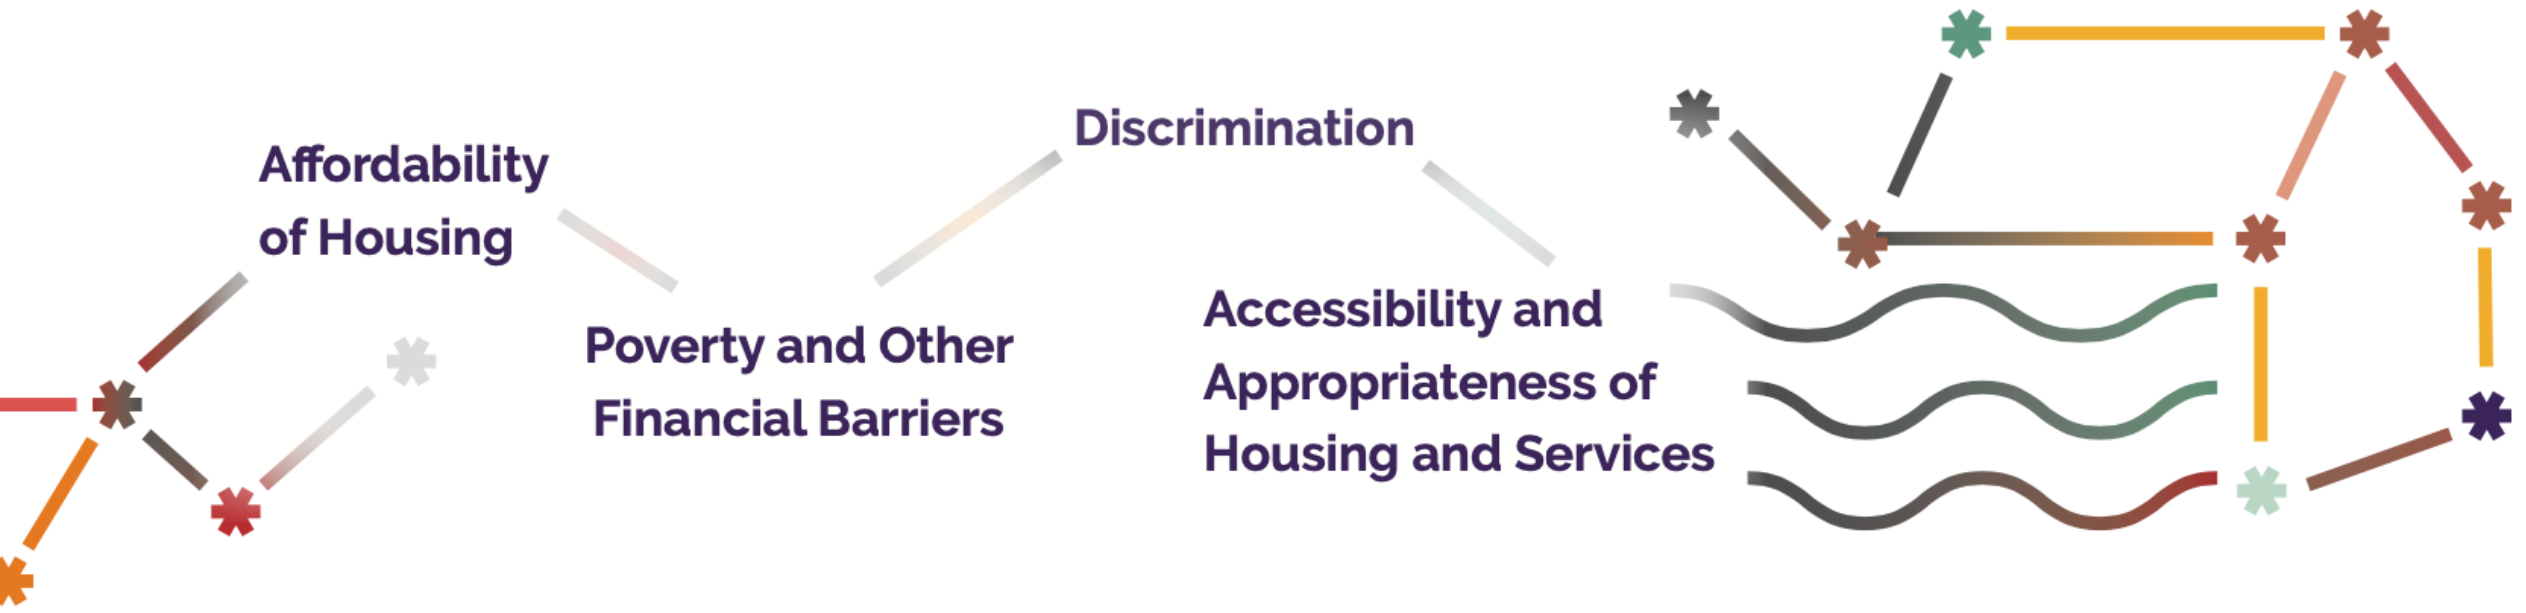 Affordability
of Housing
Poverty and Other
Financial Barriers
Discrimination
Accessibility and
Appropriateness of
Housing and Services